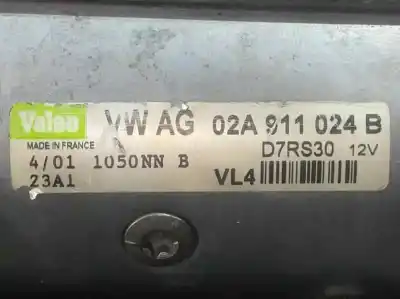 Valeo VW AG 02A 911 024 B
MADE IN FRANCE D7RS30 12V
4/01 1050NN B
23A1 VL4